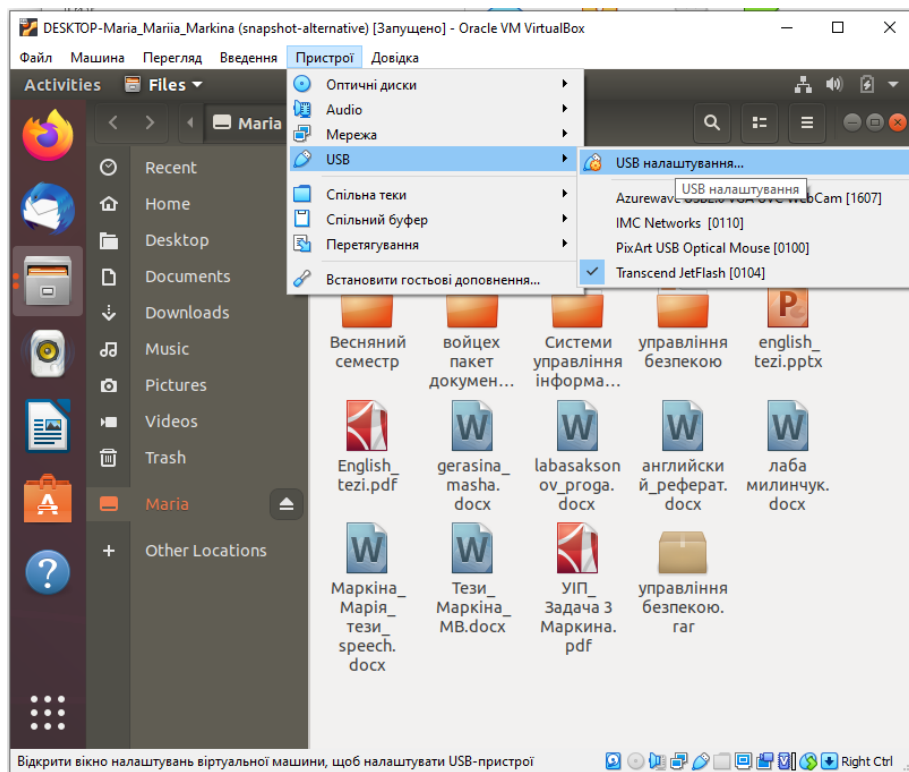 DESKTOP-Maria_Mariia_Markina (snapshot-alternative) [Запущено] - Oracle VM VirtualBox
Файл Машина Перегляд Введення Пристрої Довідка
Activities Files
Maria
Оптичні диски
Audio
Мережа
USB
Спільна теки
Спільний буфер
Перетягування
Встановити гостьові доповнення...
USB налаштування...
USB налаштування
Azurewave USB2.0 VGA UVC WebCam [1607]
IMC Networks [0110]
PixArt USB Optical Mouse [0100]
Transcend JetFlash [0104]
Recent
Home
Desktop
Documents
Downloads
Music
Pictures
Videos
Trash
Maria
Other Locations
Весняний
семестр
войцех
пакет
докумен...
Системи
управління
інформа...
управління
безпекою
english_
tezi.pptx
English_
tezi.pdf
gerasina_
masha.
docx
labasakson
ov_proga.
docx
английски
й_реферат.
docx
лаба
милинчук.
docx
Маркіна_
Марія_
тези_
speech.
docx
Тези_
Маркіна_
МВ.docx
УІП_
Задача 3
Маркина.
pdf
управління
безпекою.
rar
Відкрити вікно налаштувань віртуальної машини, щоб налаштувати USB-пристрої
Right Ctrl